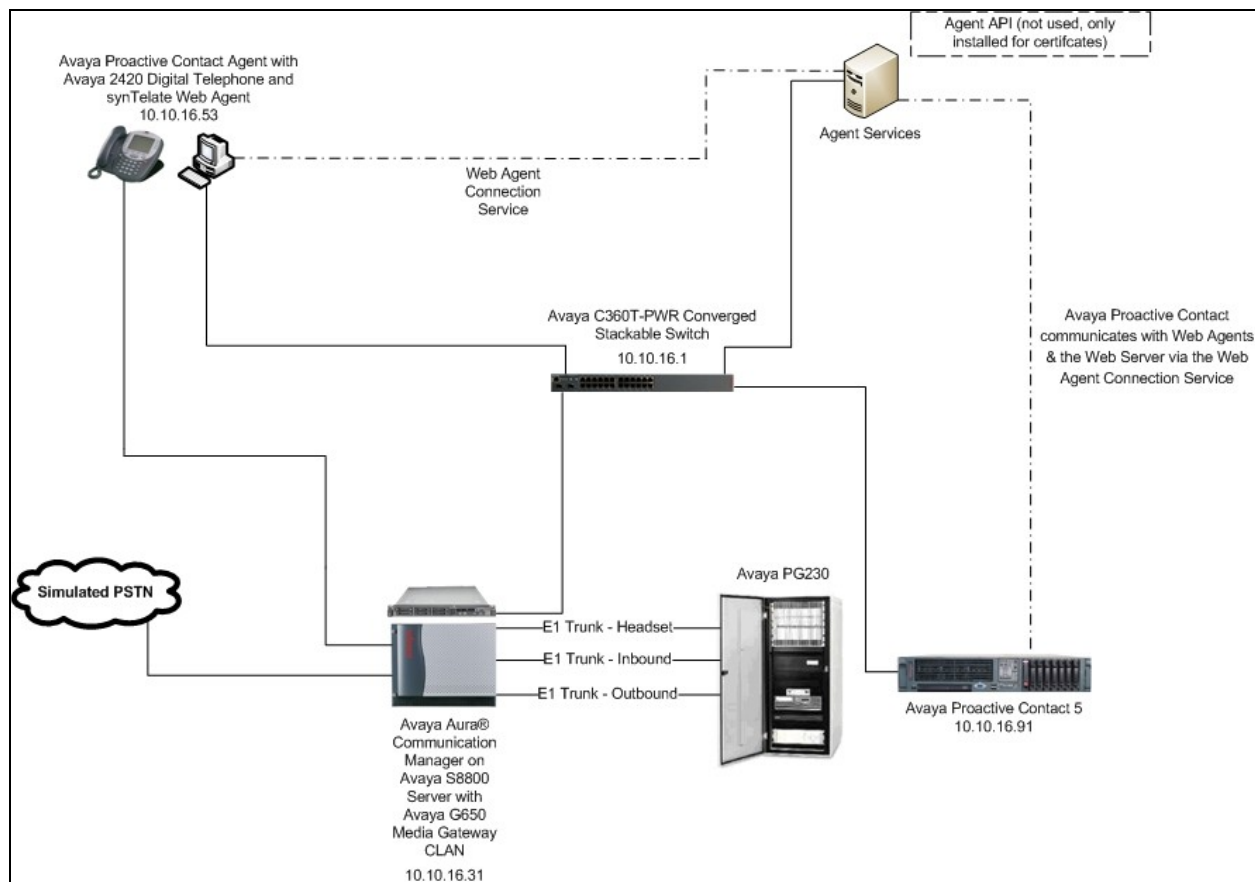 Agent API (not used, only
installed for certifcates)
Avaya Proactive Contact Agent with
Avaya 2420 Digital Telephone and
synTelate Web Agent
10.10.16.53
Agent Services
Web Agent
Connection
Service
Avaya C360T-PWR Converged
Stackable Switch
10.10.16.1
Avaya Proactive Contact
communicates with Web Agents
& the Web Server via the Web
Agent Connection Service
Simulated PSTN
Avaya PG230
E1 Trunk - Headset
E1 Trunk - Inbound
E1 Trunk - Outbound
Avaya Proactive Contact 5
10.10.16.91
Avaya Aura®
Communication
Manager on
Avaya S8800
Server with
Avaya G650
Media Gateway
CLAN
10.10.16.31